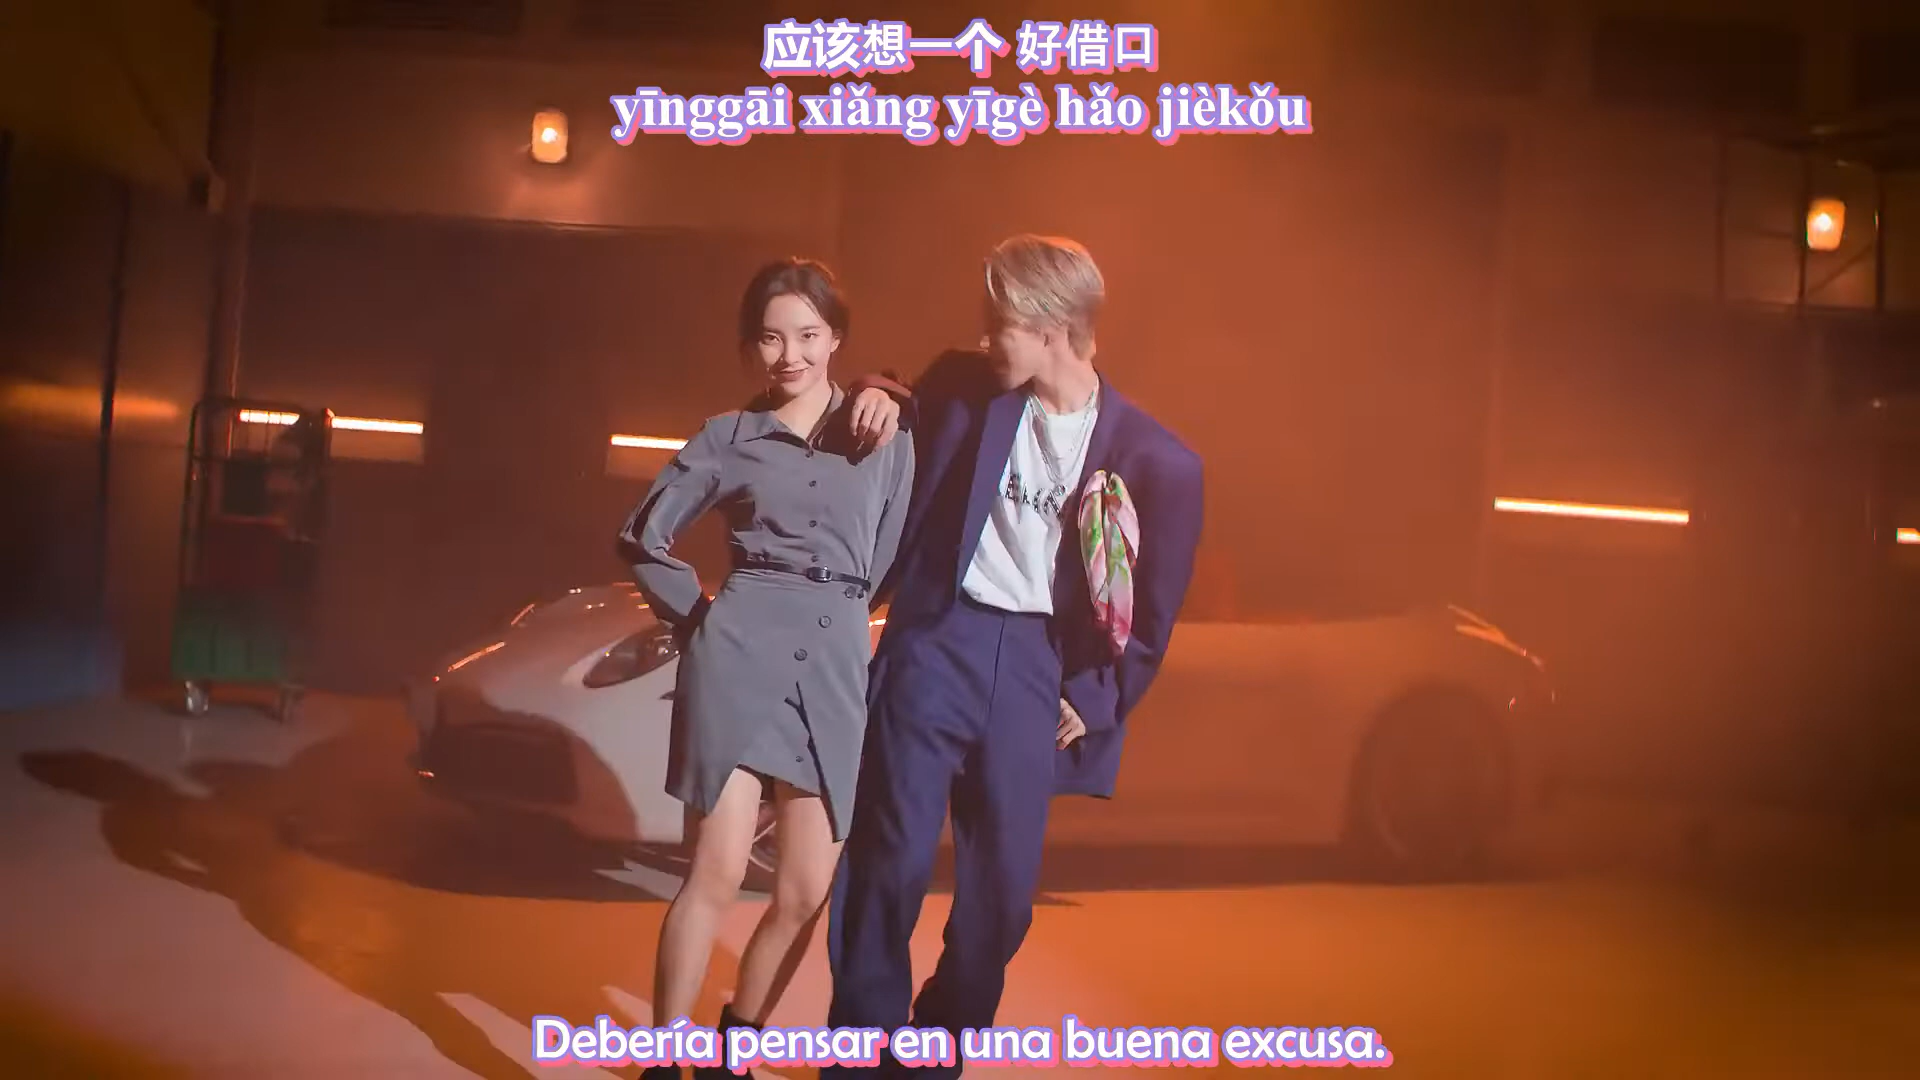 应该想一个 好借口
yīnggāi xiǎng yīgè hǎo jièkǒu
Debería pensar en una buena excusa.